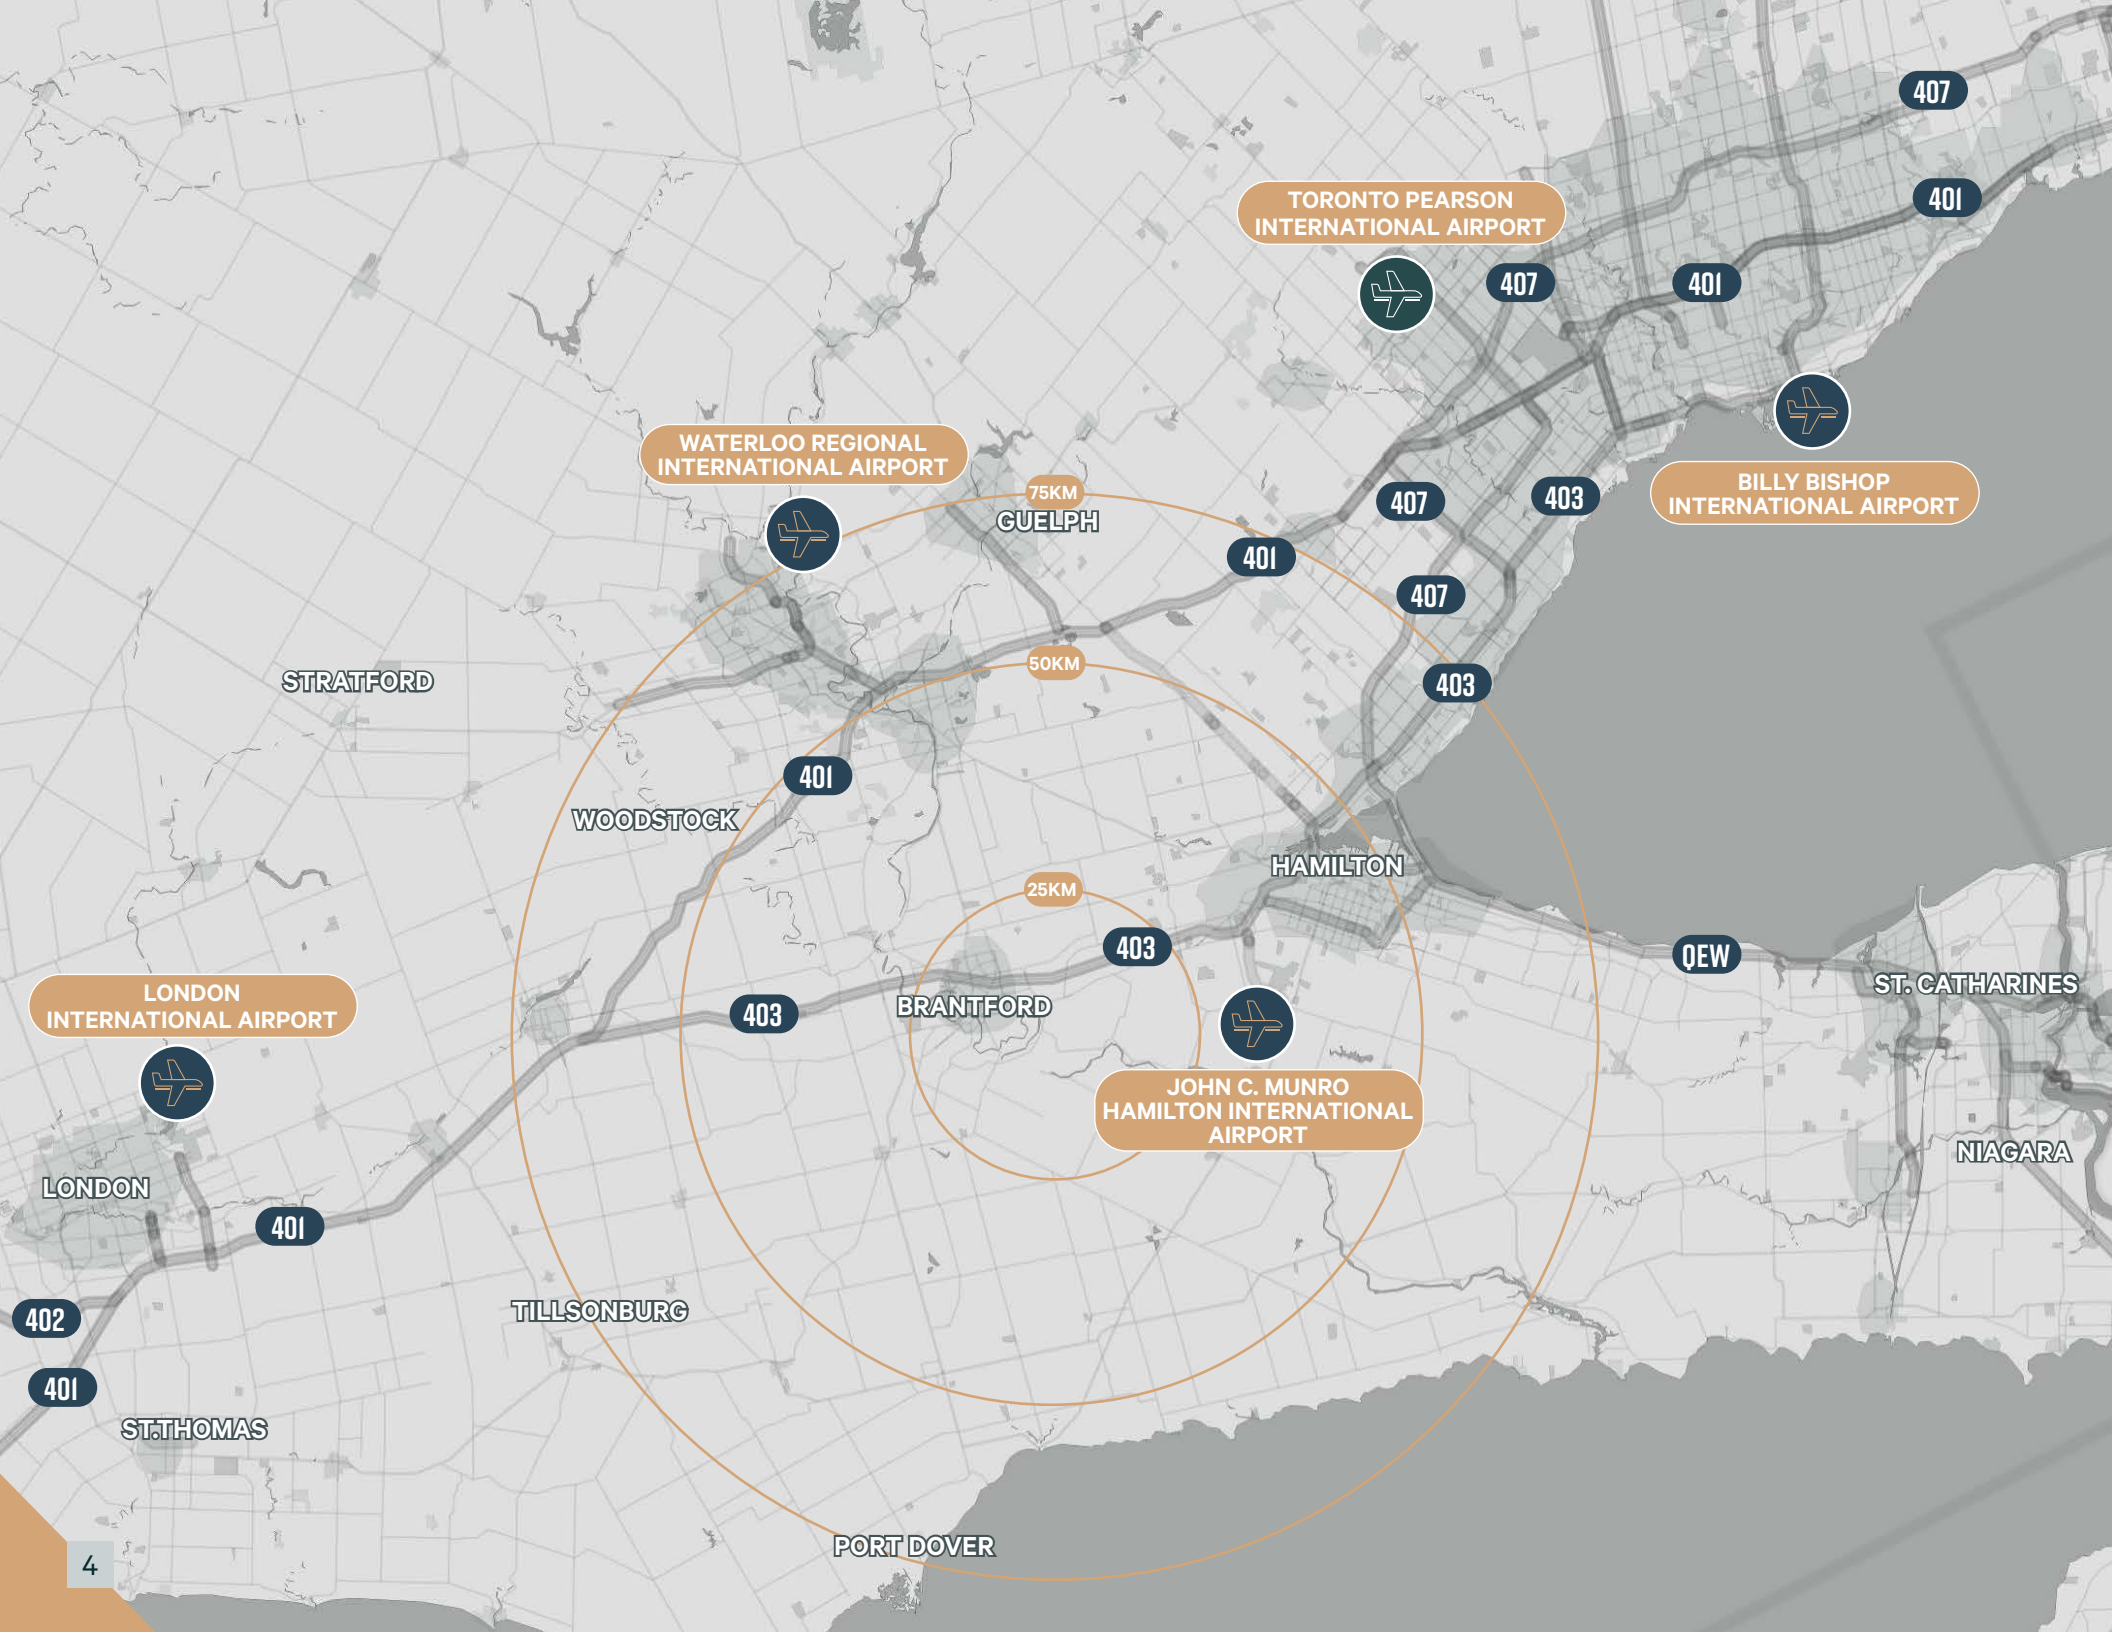 407
401
TORONTO PEARSON
INTERNATIONAL AIRPORT
407
401
WATERLOO REGIONAL
INTERNATIONAL AIRPORT
BILLY BISHOP
INTERNATIONAL AIRPORT
75KM
GUELPH
407
403
401
407
50KM
STRATFORD
403
401
WOODSTOCK
HAMILTON
25KM
403
QEW
ST. CATHARINES
LONDON
INTERNATIONAL AIRPORT
403
BRANTFORD
JOHN C. MUNRO
HAMILTON INTERNATIONAL
AIRPORT
NIAGARA
LONDON
401
TILLSONBURG
402
401
ST.THOMAS
PORT DOVER
4